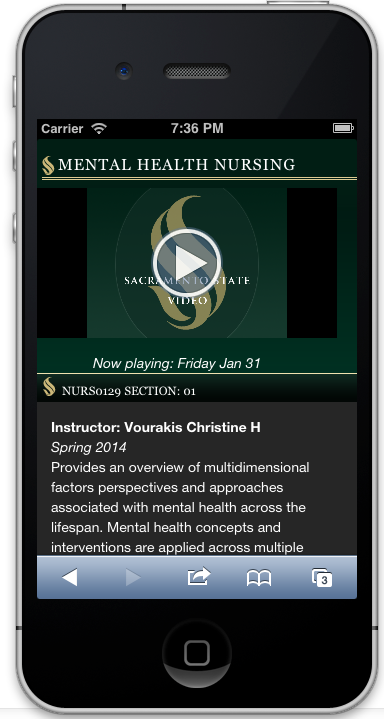 Carrier 7:36 PM
MENTAL HEALTH NURSING
SACRAMENTO STATE
VIDEO
Now playing: Friday Jan 31
NURS0129 SECTION: 01
Instructor: Vourakis Christine H
Spring 2014
Provides an overview of multidimensional
factors perspectives and approaches
associated with mental health across the
lifespan. Mental health concepts and
interventions are applied across multiple
3